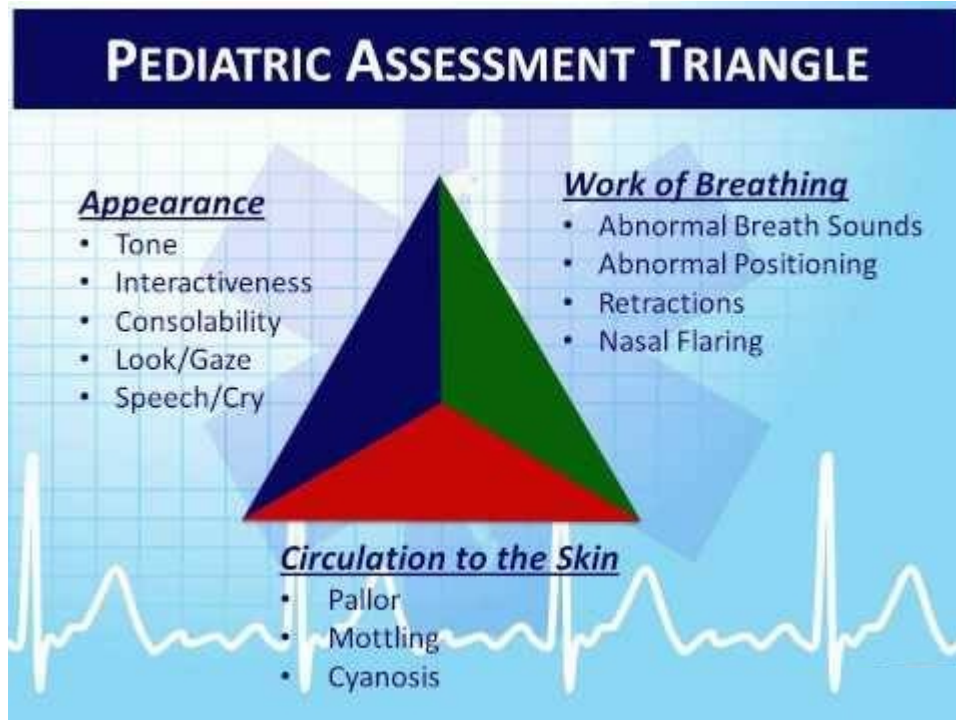 PEDIATRIC ASSESSMENT TRIANGLE
Appearance
• Tone
• Interactiveness
• Consolability
• Look/Gaze
• Speech/Cry
Work of Breathing
• Abnormal Breath Sounds
• Abnormal Positioning
• Retractions
• Nasal Flaring
Circulation to the Skin
• Pallor
• Mottling
• Cyanosis